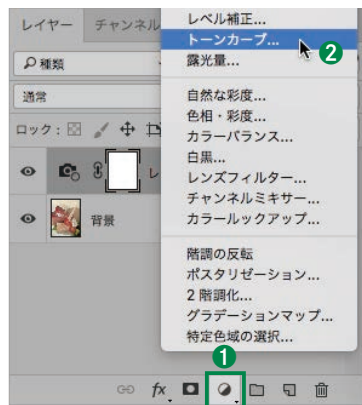 レイヤー チャンネル
種類
通常
ロック:
レ
背景
fx
レベル補正...
トーンカーブ...
2
露光量...
自然な彩度...
色相・彩度...
カラーバランス...
白黒...
レンズフィルター...
チャンネルミキサー...
カラールックアップ...
階調の反転
ポスタリゼーション...
2 階調化...
グラデーションマップ...
特定色域の選択...
1